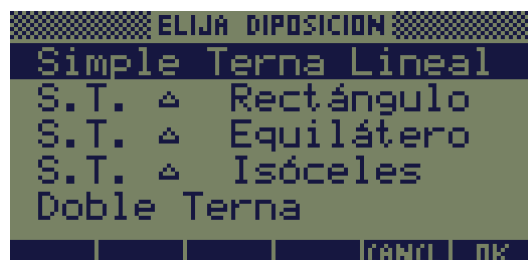 ELIJA DIPOSICION
Simple Terna Lineal
S.T. △ Rectángulo
S.T. △ Equilátero
S.T. △ Isóceles
Doble Terna
CANCL OK